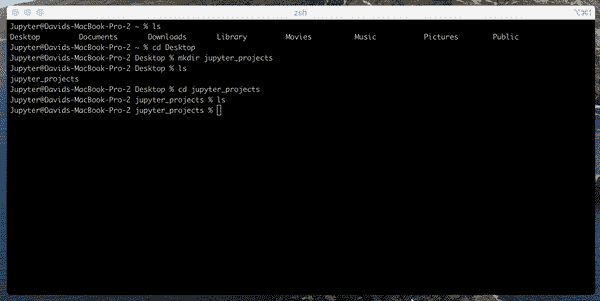 zsh
⌥⌘1
Jupyter@Davids-MacBook-Pro-2 ~ % ls
Desktop Documents Downloads Library Movies Music Pictures Public
Jupyter@Davids-MacBook-Pro-2 ~ % cd Desktop
Jupyter@Davids-MacBook-Pro-2 Desktop % mkdir jupyter_projects
Jupyter@Davids-MacBook-Pro-2 Desktop % ls
jupyter_projects
Jupyter@Davids-MacBook-Pro-2 Desktop % cd jupyter_projects
Jupyter@Davids-MacBook-Pro-2 jupyter_projects % ls
Jupyter@Davids-MacBook-Pro-2 jupyter_projects %